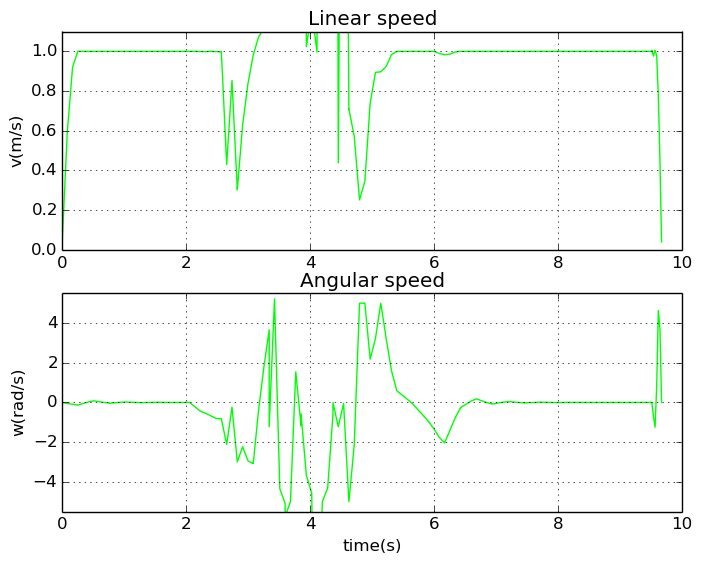 Linear speed
v(m/s)
1.0
0.8
0.6
0.4
0.2
0.0
0 2 4 6 8 10
Angular speed
w(rad/s)
4
2
0
−2
−4
0 2 4 6 8 10
time(s)